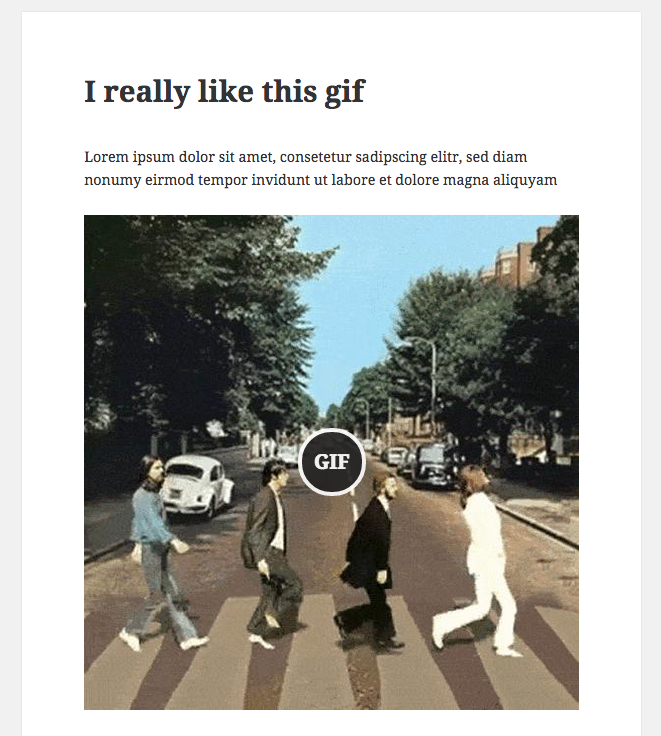 I really like this gif
Lorem ipsum dolor sit amet, consetetur sadipscing elitr, sed diam
nonumy eirmod tempor invidunt ut labore et dolore magna aliquyam
GIF